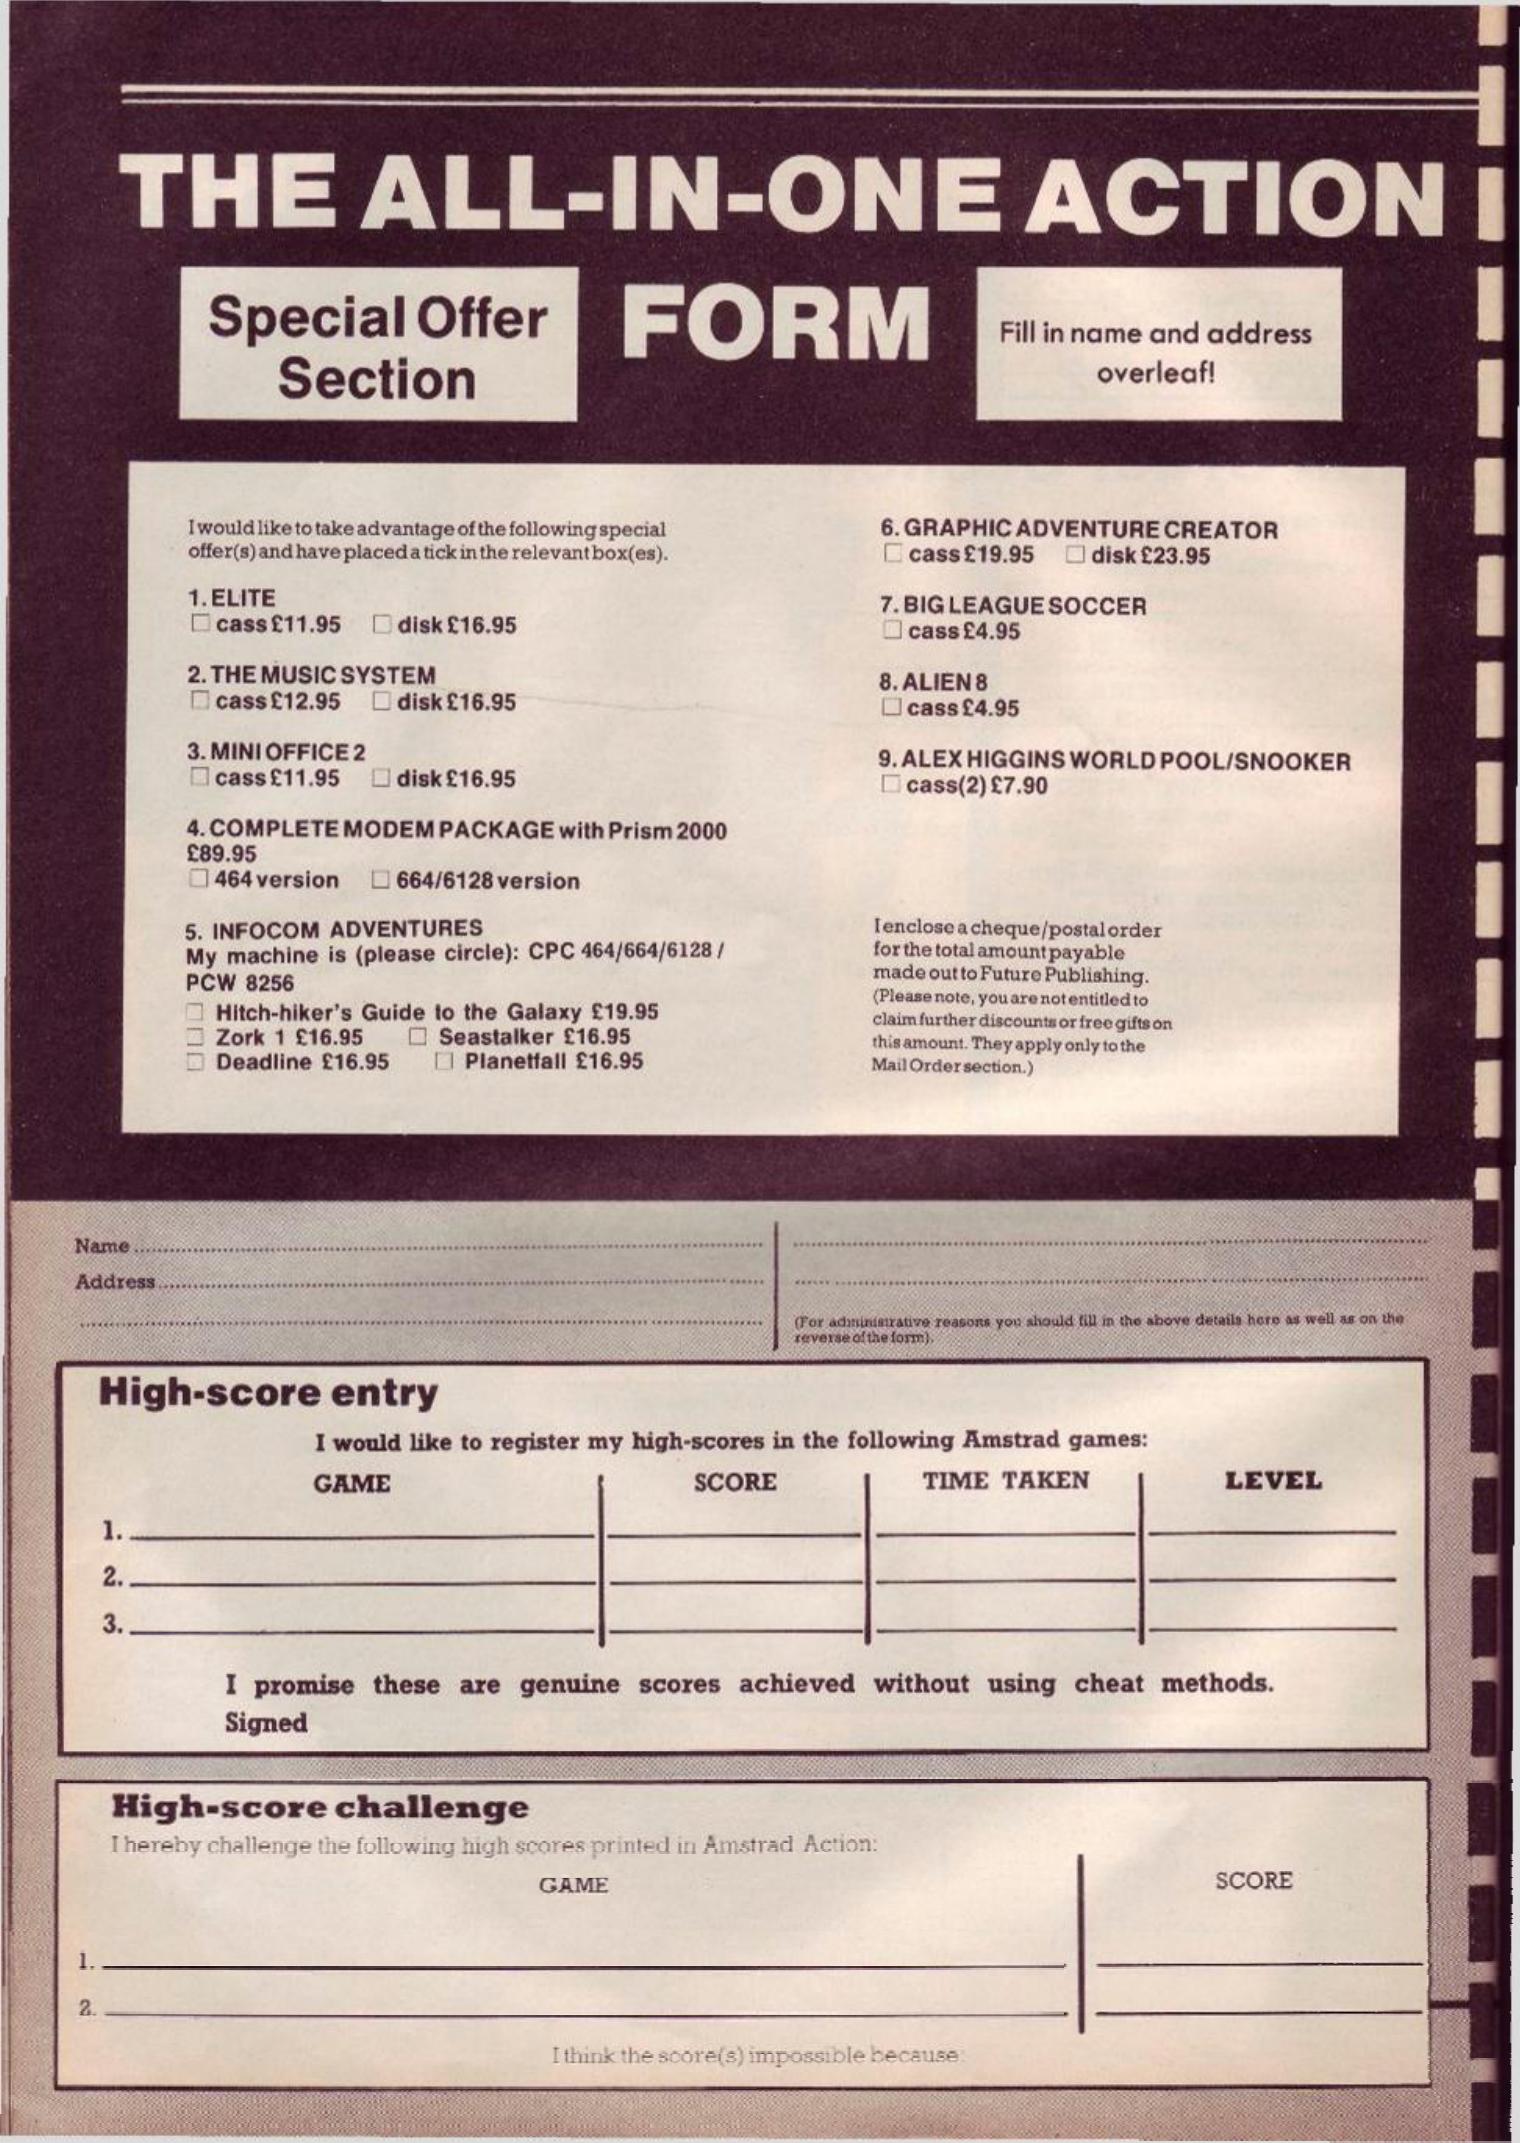 THE ALL-IN-ONE ACTION
FORM
Special Offer
Section
Fill in name and address
overleaf!
I would like to take advantage of the following special
offer(s) and have placed a tick in the relevant box(es).
1. ELITE
cass £11.95 disk £16.95
2. THE MUSIC SYSTEM
cass £12.95 disk £16.95
3. MINI OFFICE 2
cass £11.95 disk £16.95
4. COMPLETE MODEM PACKAGE with Prism 2000
£89.95
464 version 664/6128 version
5. INFOCOM ADVENTURES
My machine is (please circle): CPC 464/664/6128 /
PCW 8256
Hitch-hiker's Guide to the Galaxy £19.95
Zork 1 £16.95 Seastalker £16.95
Deadline £16.95 Planetfall £16.95
6. GRAPHIC ADVENTURE CREATOR
cass £19.95 disk £23.95
7. BIG LEAGUE SOCCER
cass £4.95
8. ALIEN 8
cass £4.95
9. ALEX HIGGINS WORLD POOL/SNOOKER
cass(2) £7.90
I enclose a cheque/postal order
for the total amount payable
made out to Future Publishing.
(Please note, you are not entitled to
claim further discounts or free gifts on
this amount. They apply only to the
Mail Order section.)
Name
Address
(For administrative reasons you should fill in the above details here as well as on the
reverse of the form).
High-score entry
I would like to register my high-scores in the following Amstrad games:
GAME SCORE TIME TAKEN LEVEL
1.
2.
3.
I promise these are genuine scores achieved without using cheat methods.
Signed
High-score challenge
I hereby challenge the following high scores printed in Amstrad Action:
GAME SCORE
1.
2.
I think the score(s) impossible because: